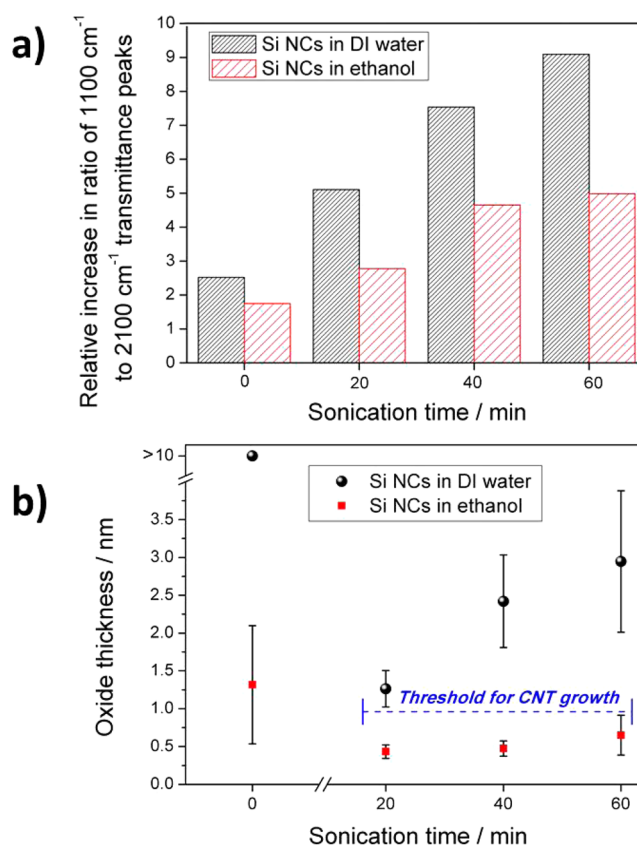 a)
Relative increase in ratio of 1100 cm⁻¹
to 2100 cm⁻¹ transmittance peaks
10
9
8
7
6
5
4
3
2
1
0
Si NCs in DI water
Si NCs in ethanol
0 20 40 60
Sonication time / min
b)
Oxide thickness / nm
>10
3.5
3.0
2.5
2.0
1.5
1.0
0.5
0.0
Si NCs in DI water
Si NCs in ethanol
Threshold for CNT growth
0 20 40 60
Sonication time / min